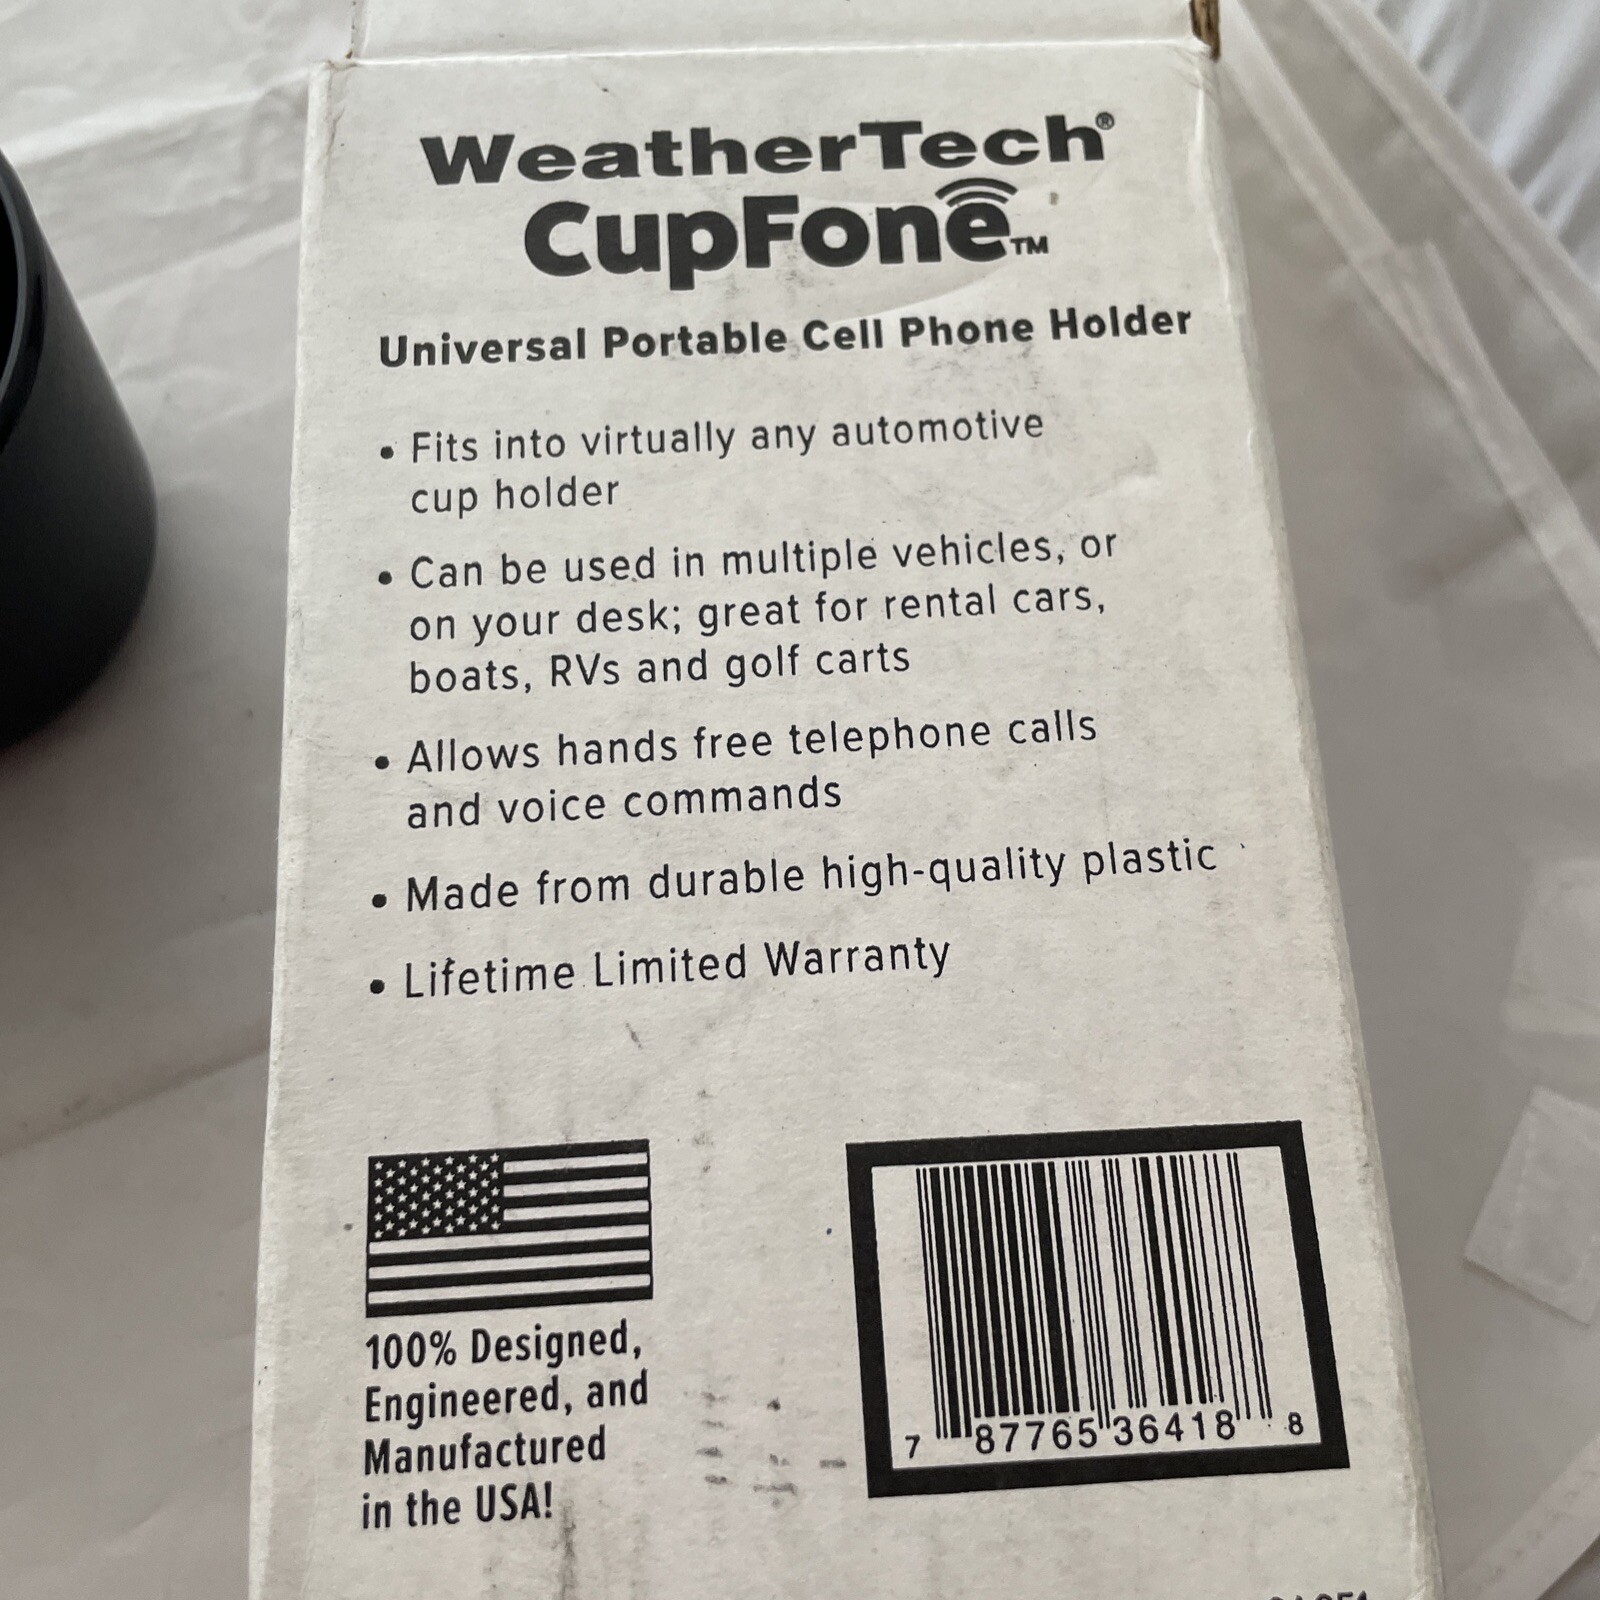 WeatherTech®
CupFone™
Universal Portable Cell Phone Holder
• Fits into virtually any automotive
cup holder
• Can be used in multiple vehicles, or
on your desk; great for rental cars,
boats, RVs and golf carts
• Allows hands free telephone calls
and voice commands
• Made from durable high-quality plastic
• Lifetime Limited Warranty
100% Designed,
Engineered, and
Manufactured
in the USA!
7 87765 36418 8